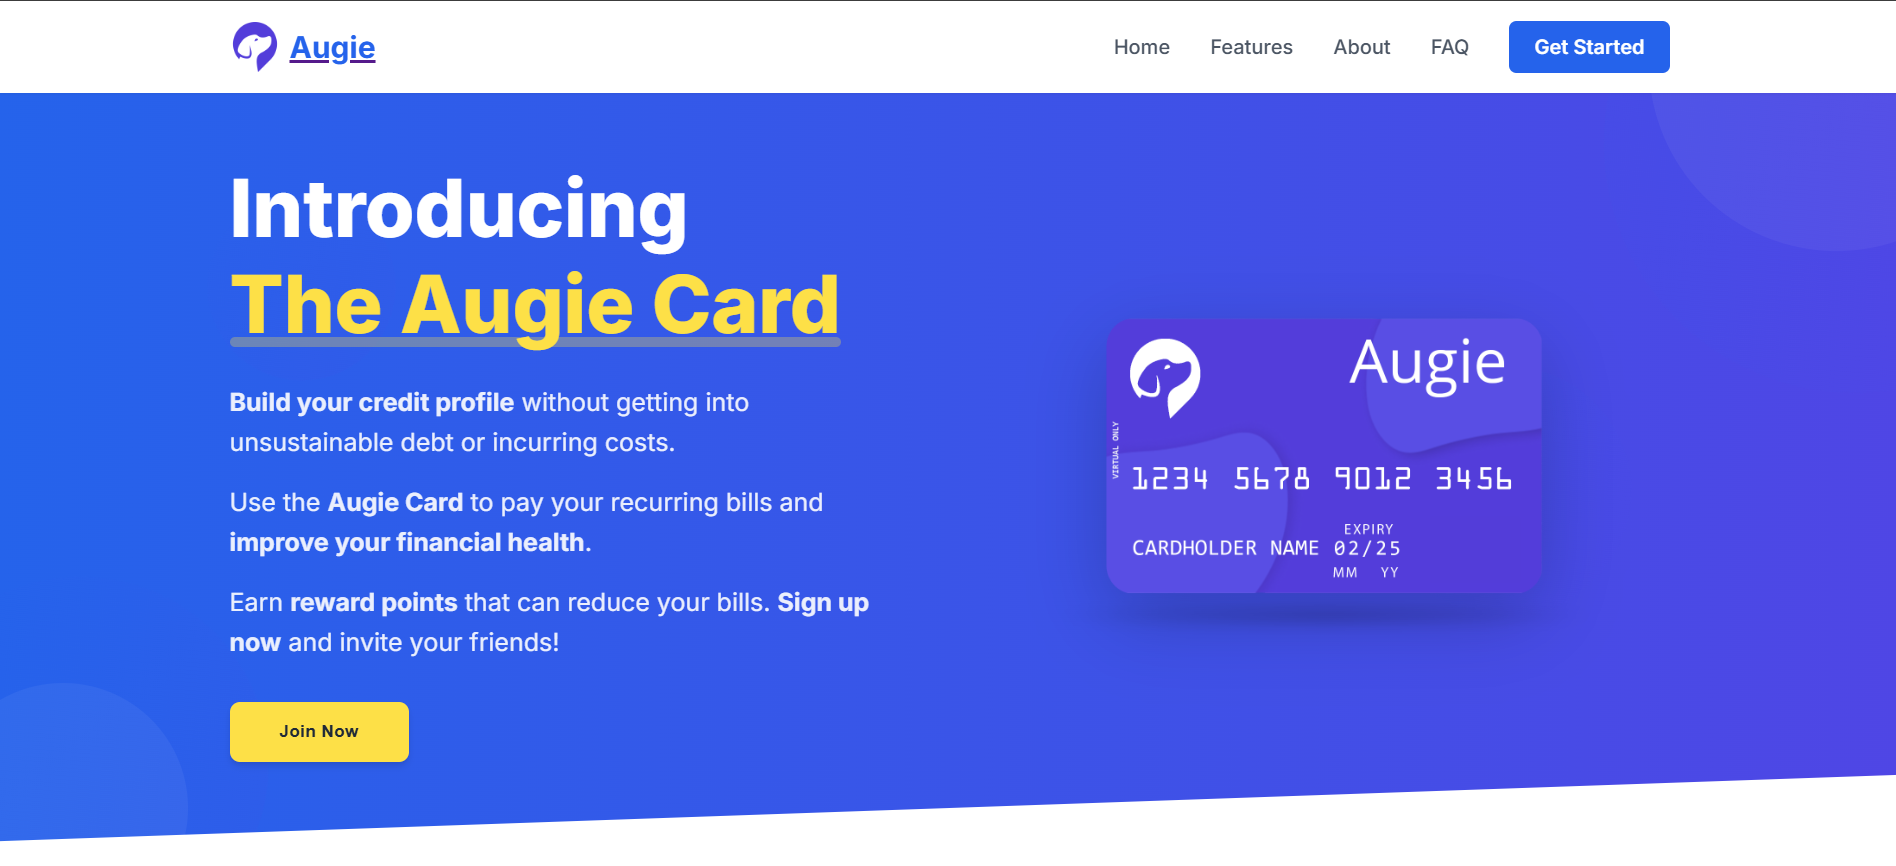 Augie
Home Features About FAQ Get Started
Introducing
The Augie Card
Build your credit profile without getting into
unsustainable debt or incurring costs.
Use the Augie Card to pay your recurring bills and
improve your financial health.
Earn reward points that can reduce your bills. Sign up
now and invite your friends!
Join Now
Augie
VIRTUAL ONLY
1234 5678 9012 3456
EXPIRY
CARDHOLDER NAME 02/25
MM YY